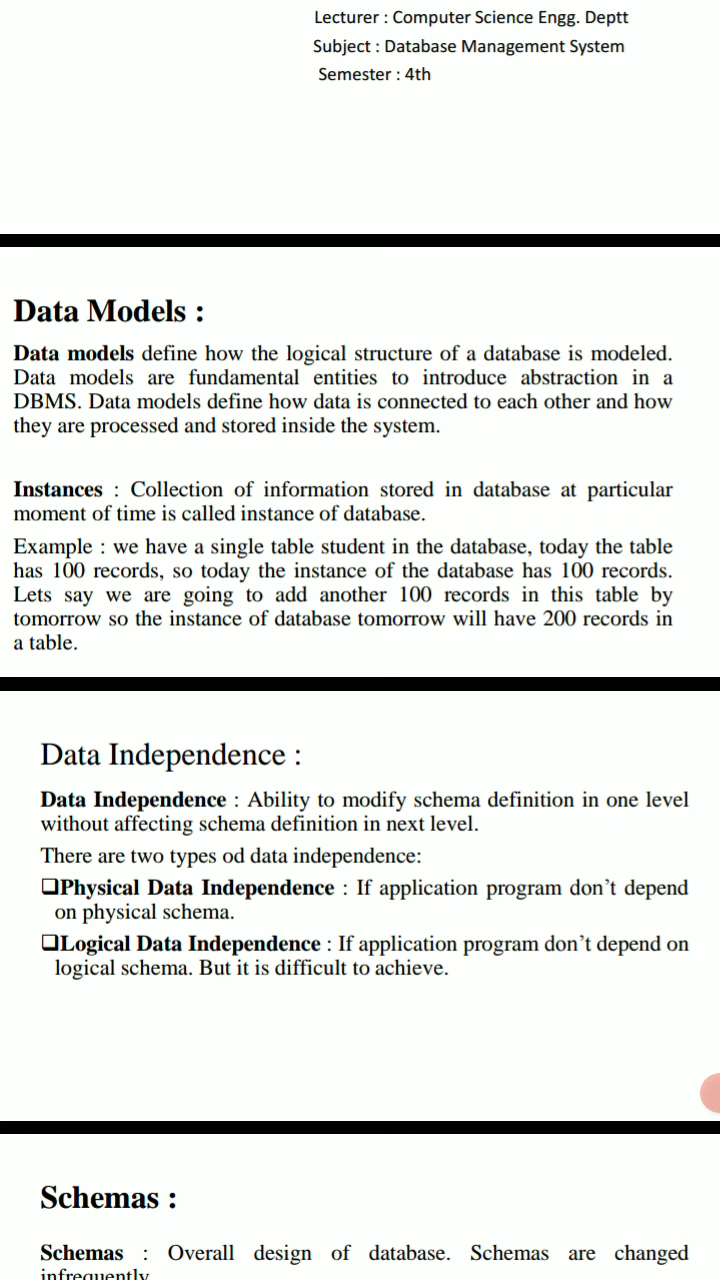 Lecturer : Computer Science Engg. Deptt
Subject : Database Management System
Semester : 4th
Data Models :
Data models define how the logical structure of a database is modeled.
Data models are fundamental entities to introduce abstraction in a
DBMS. Data models define how data is connected to each other and how
they are processed and stored inside the system.
Instances : Collection of information stored in database at particular
moment of time is called instance of database.
Example : we have a single table student in the database, today the table
has 100 records, so today the instance of the database has 100 records.
Lets say we are going to add another 100 records in this table by
tomorrow so the instance of database tomorrow will have 200 records in
a table.
Data Independence :
Data Independence : Ability to modify schema definition in one level
without affecting schema definition in next level.
There are two types od data independence:
❑Physical Data Independence : If application program don’t depend
on physical schema.
❑Logical Data Independence : If application program don’t depend on
logical schema. But it is difficult to achieve.
Schemas :
Schemas : Overall design of database. Schemas are changed
infrequently